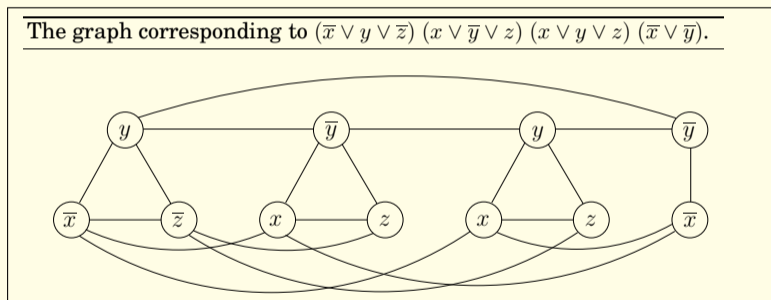 The graph corresponding to (x̅ ∨ y ∨ z̅) (x ∨ y̅ ∨ z) (x ∨ y ∨ z) (x̅ ∨ y̅).
y y̅ y y̅
x̅ z̅ x z x z x̅